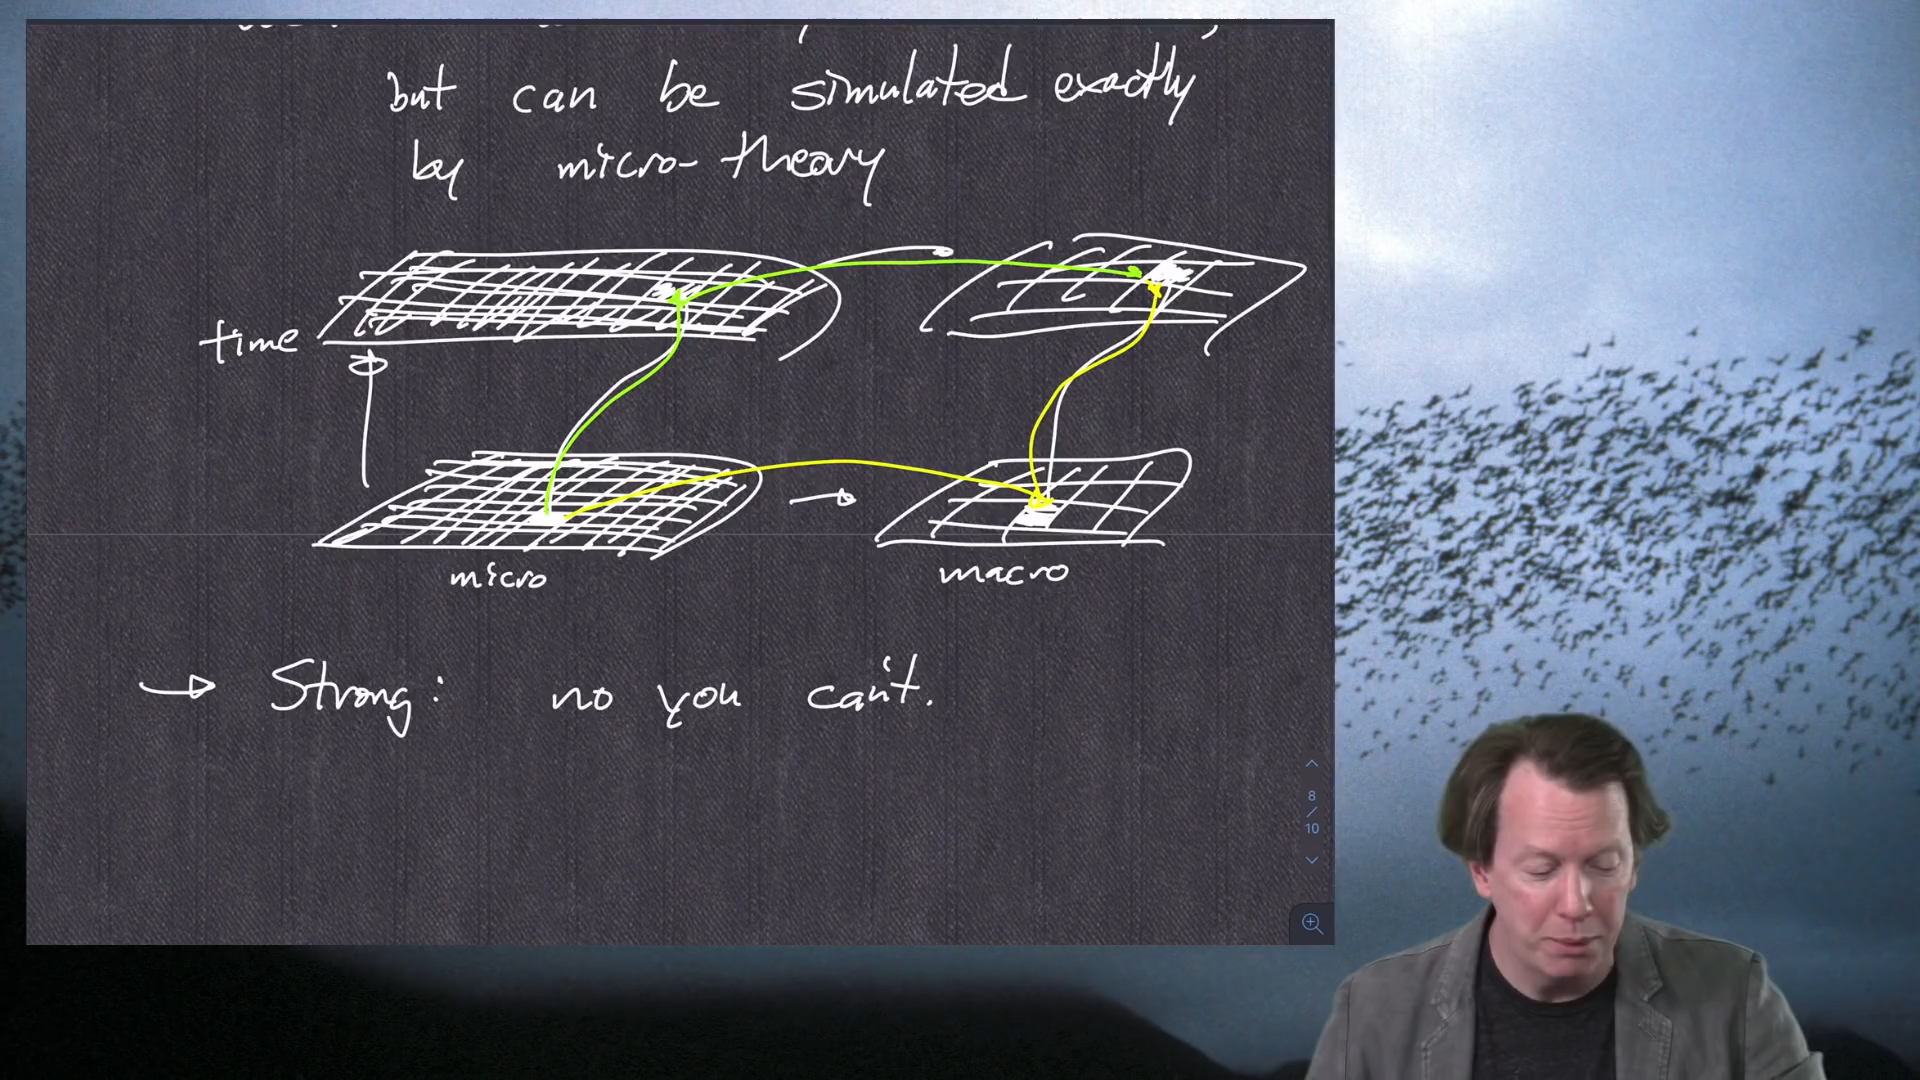 but can be simulated exactly
by micro-theory
time
micro
macro
→ Strong: no you can't.
8
/
10